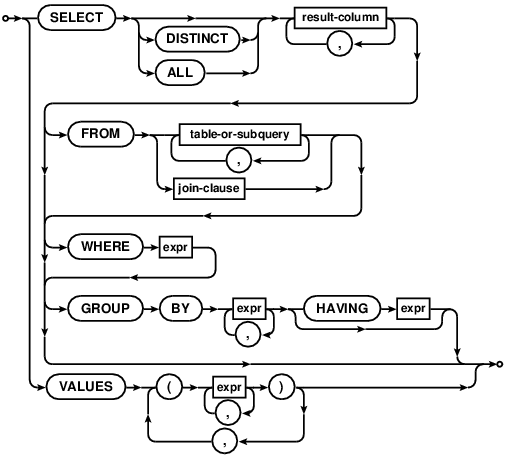 SELECT result-column
DISTINCT ,
ALL
FROM table-or-subquery
,
join-clause
WHERE expr
GROUP BY expr HAVING expr
,
VALUES ( expr )
,
,